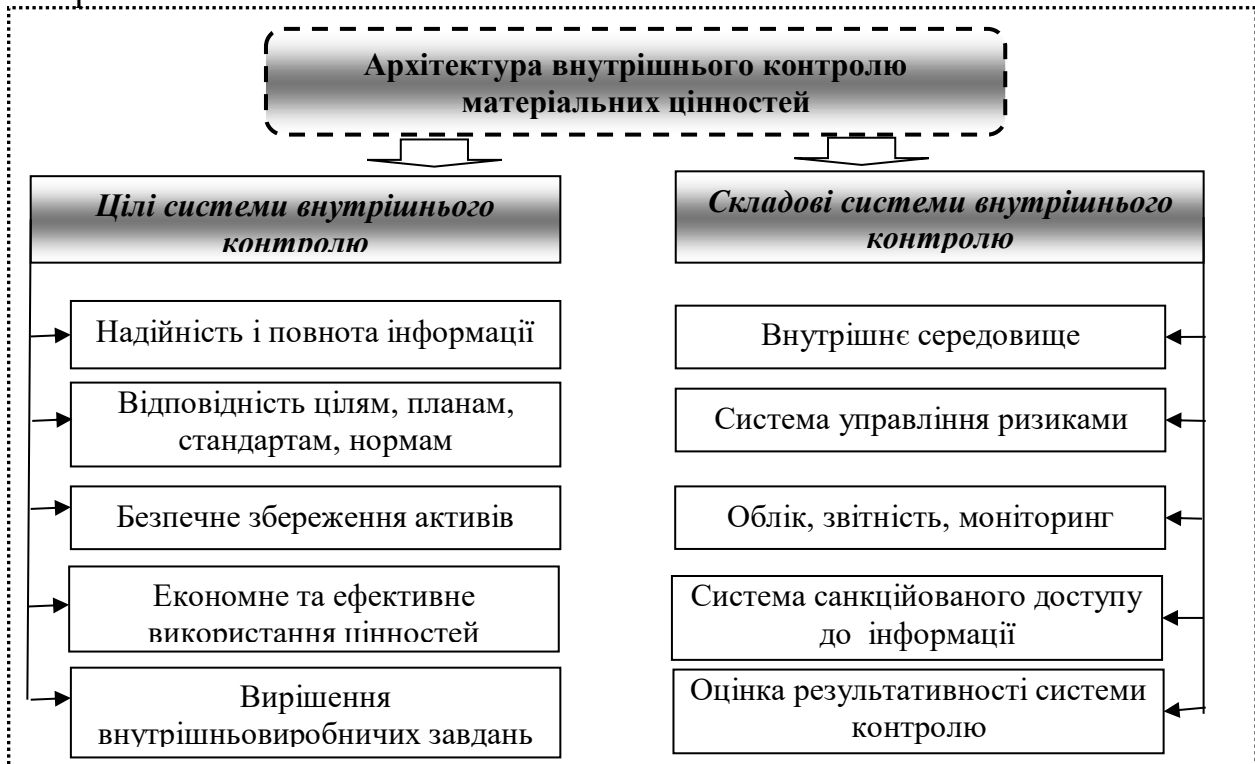 Архітектура внутрішнього контролю
матеріальних цінностей
Цілі системи внутрішнього
контролю
Надійність і повнота інформації
Відповідність цілям, планам,
стандартам, нормам
Безпечне збереження активів
Економне та ефективне
використання цінностей
Вирішення
внутрішньовиробничих завдань
Складові системи внутрішнього
контролю
Внутрішнє середовище
Система управління ризиками
Облік, звітність, моніторинг
Система санкційованого доступу
до інформації
Оцінка результативності системи
контролю